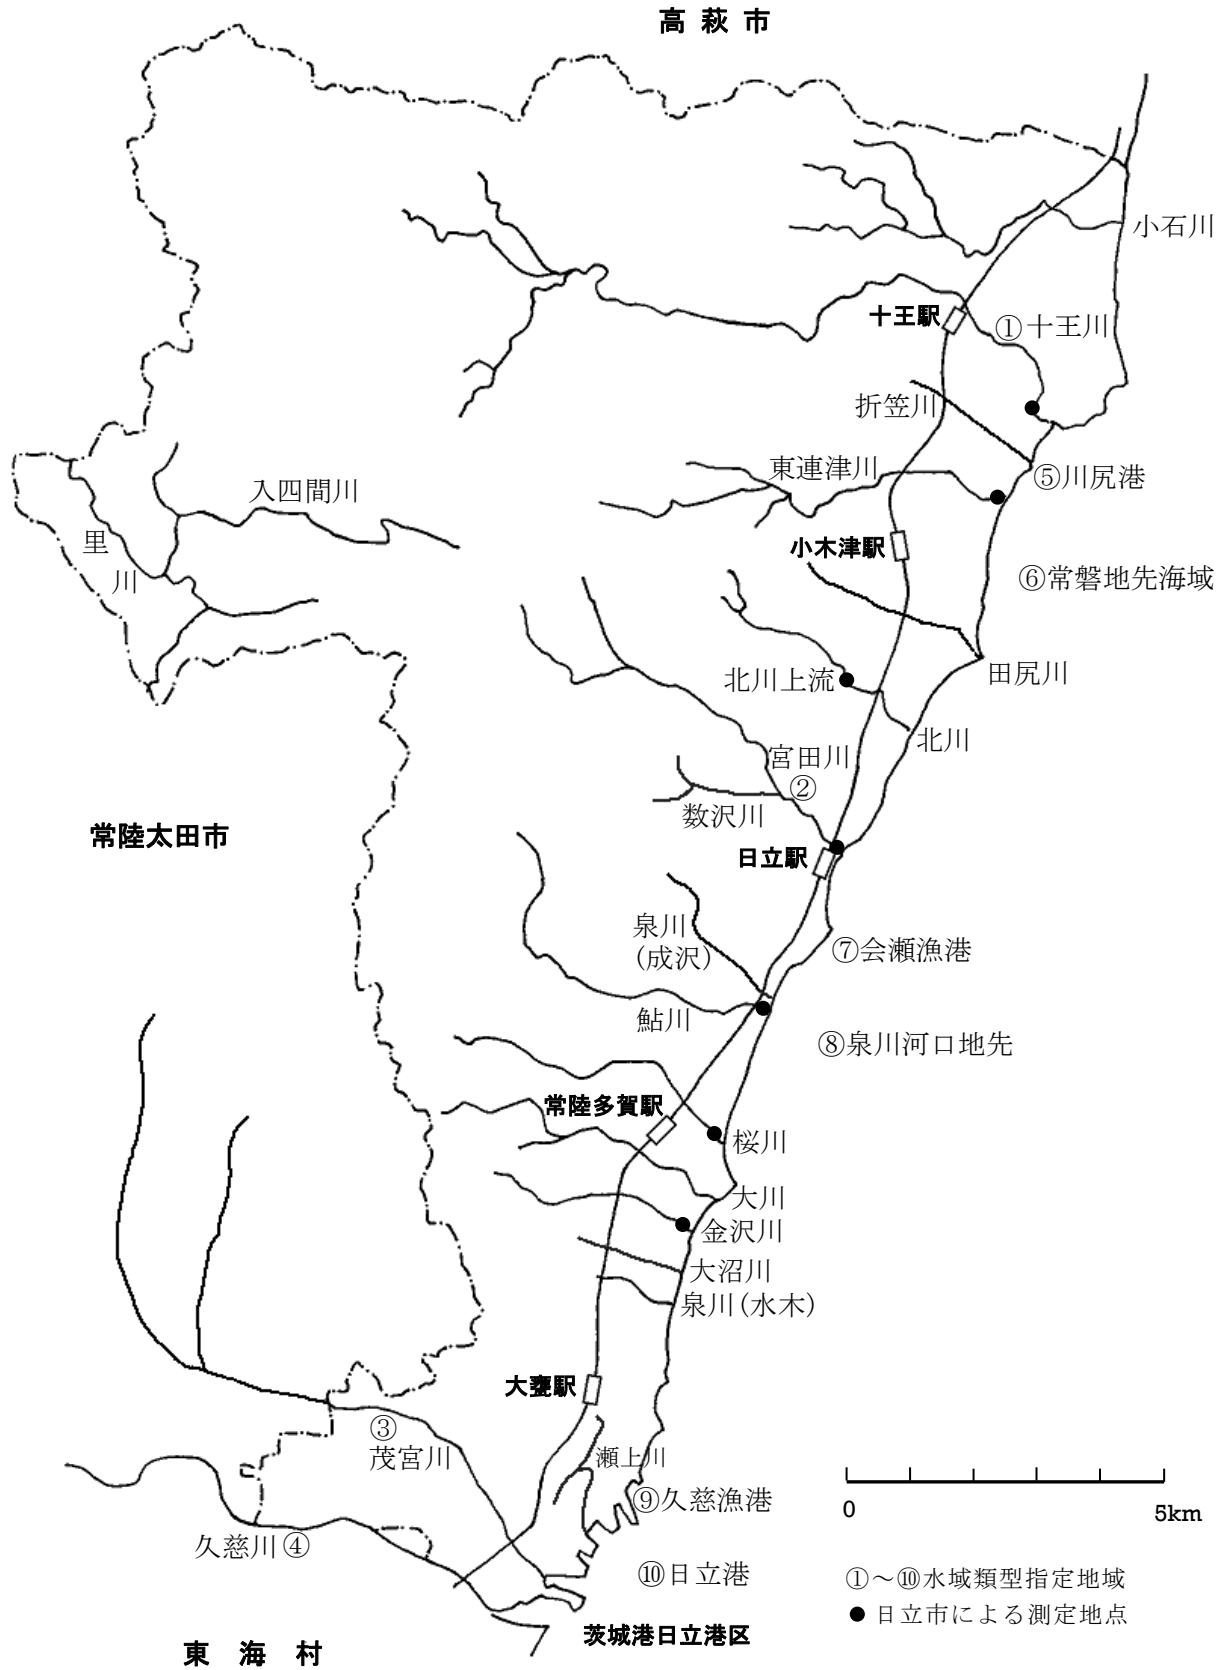 高萩市
小石川
十王駅
①十王川
折笠川
東連津川
⑤川尻港
入四間川
里
川
小木津駅
⑥常磐地先海域
北川上流
田尻川
北川
宮田川
②
数沢川
常陸太田市
日立駅
泉川
(成沢)
⑦会瀬漁港
鮎川
⑧泉川河口地先
常陸多賀駅
桜川
大川
金沢川
大沼川
泉川(水木)
大甕駅
③
茂宮川
瀬上川
⑨久慈漁港
0
5km
久慈川④
⑩日立港
①～⑩水域類型指定地域
●日立市による測定地点
茨城港日立港区
東海村